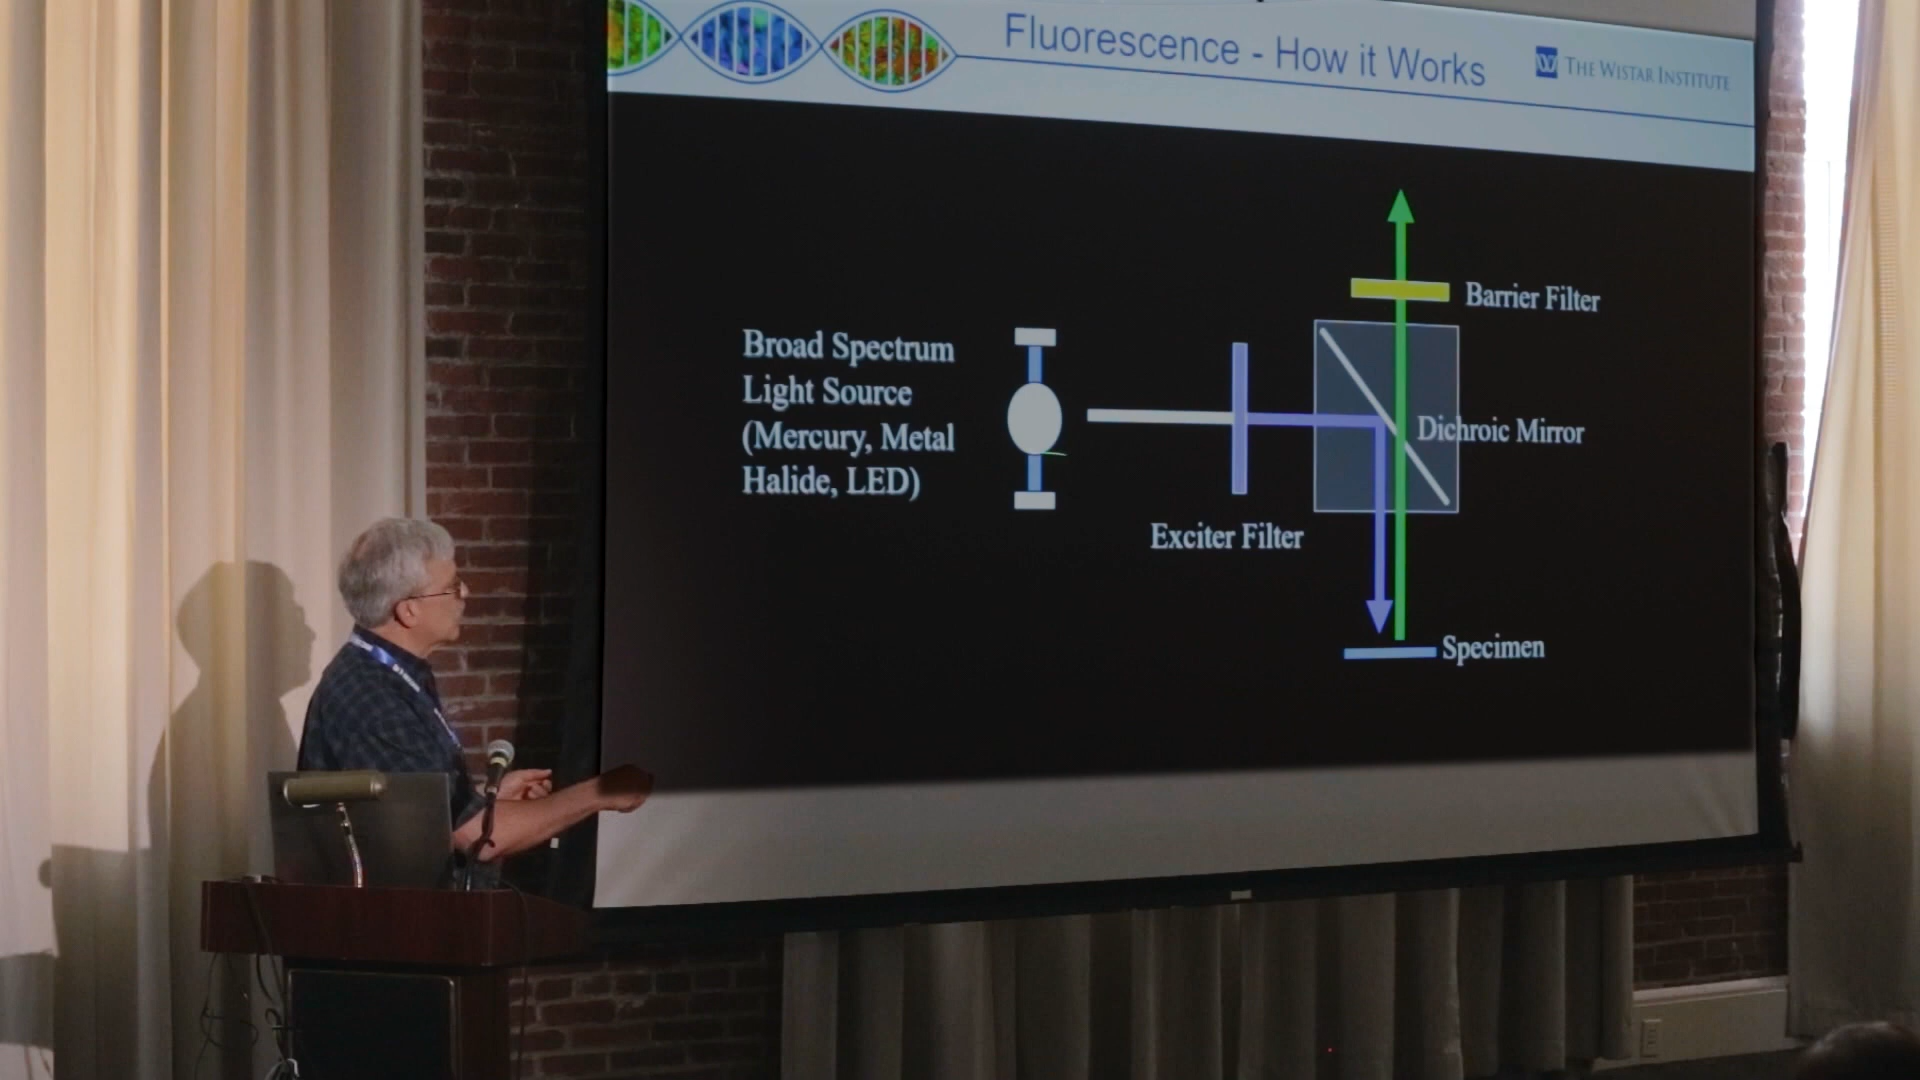 Fluorescence - How it Works
THE WISTAR INSTITUTE
Broad Spectrum
Light Source
(Mercury, Metal
Halide, LED)
Exciter Filter
Barrier Filter
Dichroic Mirror
Specimen